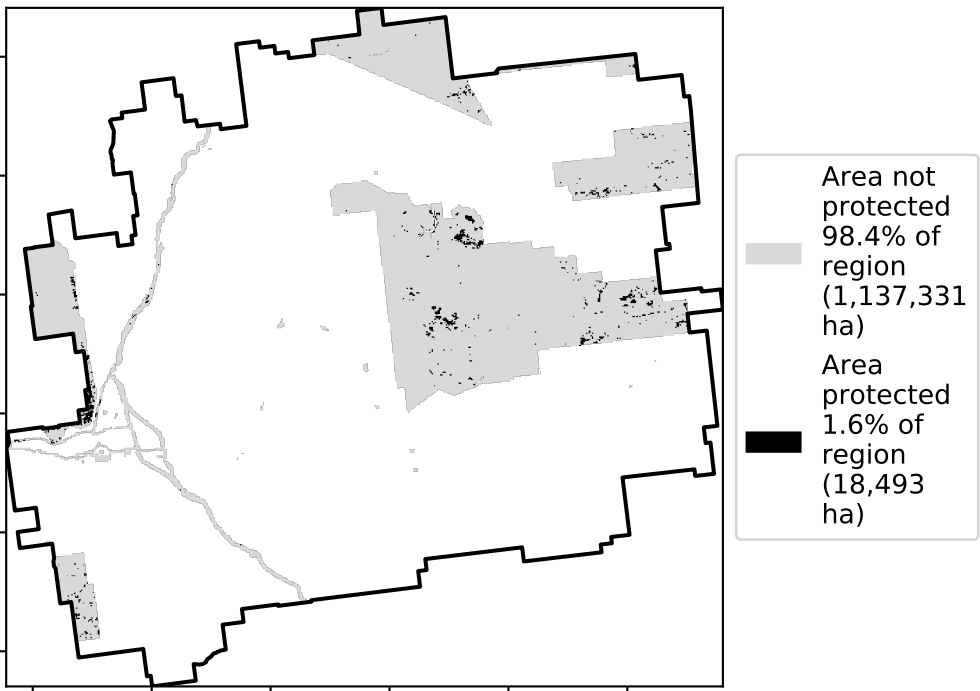 Area not
protected
98.4% of
region
(1,137,331
ha)
Area
protected
1.6% of
region
(18,493
ha)